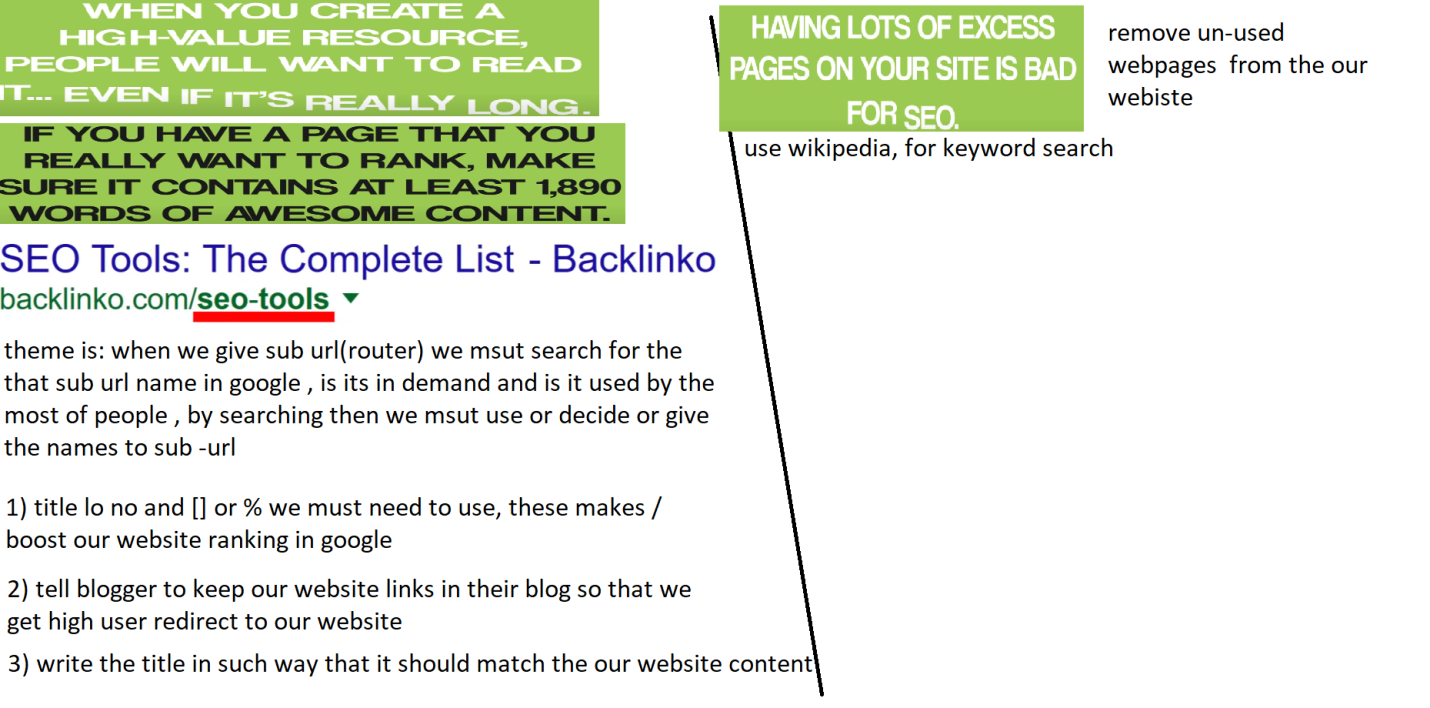 WHEN YOU CREATE A
HIGH-VALUE RESOURCE,
PEOPLE WILL WANT TO READ
IT... EVEN IF IT'S REALLY LONG.
IF YOU HAVE A PAGE THAT YOU
REALLY WANT TO RANK, MAKE
SURE IT CONTAINS AT LEAST 1,890
WORDS OF AWESOME CONTENT.
SEO Tools: The Complete List - Backlinko
backlinko.com/seo-tools
theme is: when we give sub url(router) we msut search for the
that sub url name in google , is its in demand and is it used by the
most of people , by searching then we msut use or decide or give
the names to sub -url
1) title lo no and [] or % we must need to use, these makes /
boost our website ranking in google
2) tell blogger to keep our website links in their blog so that we
get high user redirect to our website
3) write the title in such way that it should match the our website content
HAVING LOTS OF EXCESS
PAGES ON YOUR SITE IS BAD
FOR SEO.
remove un-used
webpages  from the our
webiste
use wikipedia, for keyword search